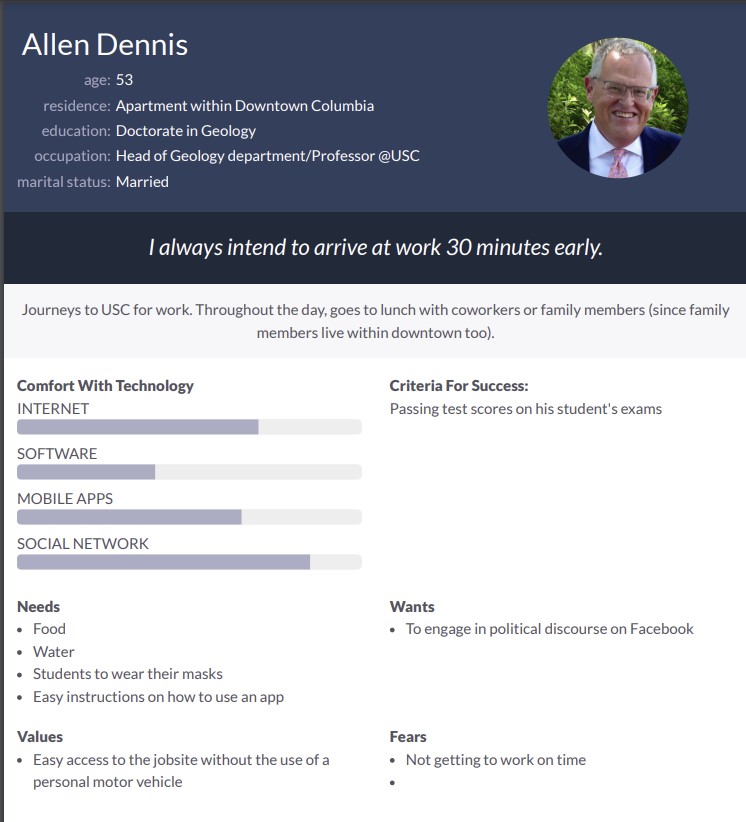 Allen Dennis
age: 53
residence: Apartment within Downtown Columbia
education: Doctorate in Geology
occupation: Head of Geology department/Professor @USC
marital status: Married
I always intend to arrive at work 30 minutes early.
Journeys to USC for work. Throughout the day, goes to lunch with coworkers or family members (since family
members live within downtown too).
Comfort With Technology
INTERNET
SOFTWARE
MOBILE APPS
SOCIAL NETWORK
Criteria For Success:
Passing test scores on his student's exams
Needs
• Food
• Water
• Students to wear their masks
• Easy instructions on how to use an app
Wants
• To engage in political discourse on Facebook
Values
• Easy access to the jobsite without the use of a
personal motor vehicle
Fears
• Not getting to work on time
•